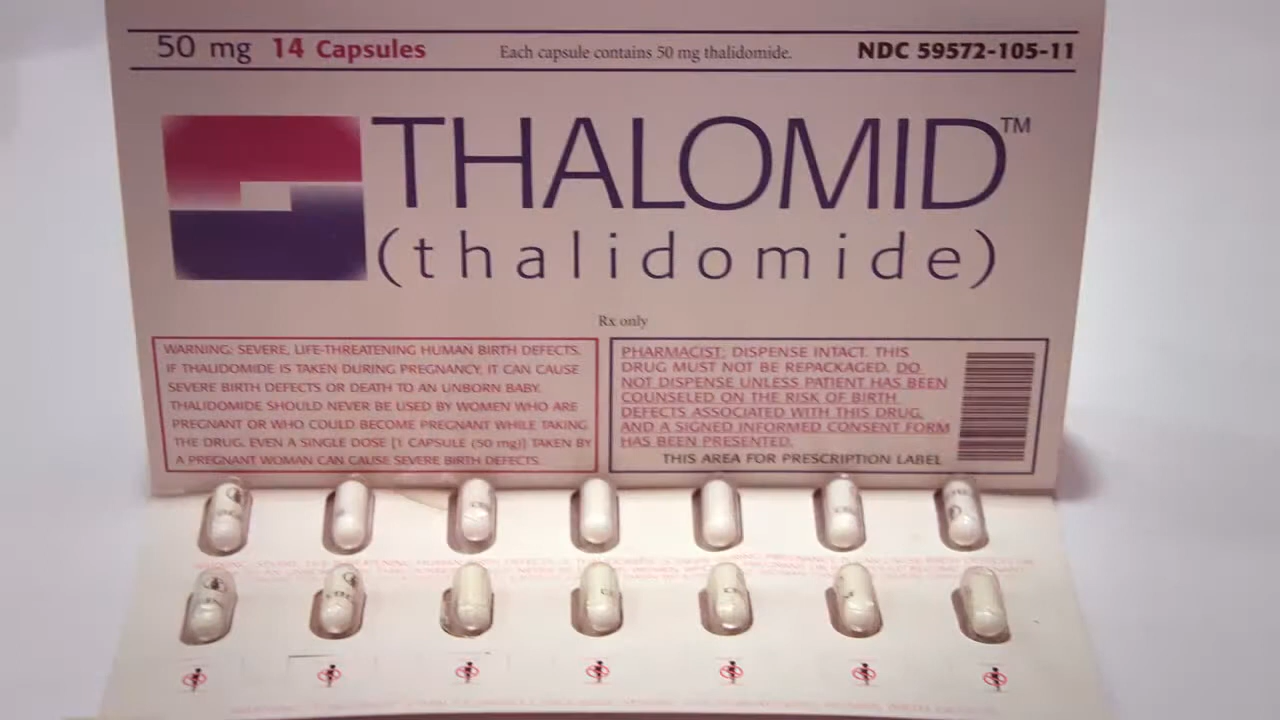 50 mg 14 Capsules Each capsule contains 50 mg thalidomide. NDC 59572-105-11
THALOMID™
(thalidomide)
Rx only
WARNING: SEVERE, LIFE-THREATENING HUMAN BIRTH DEFECTS.
IF THALIDOMIDE IS TAKEN DURING PREGNANCY, IT CAN CAUSE
SEVERE BIRTH DEFECTS OR DEATH TO AN UNBORN BABY.
THALIDOMIDE SHOULD NEVER BE USED BY WOMEN WHO ARE
PREGNANT OR WHO COULD BECOME PREGNANT WHILE TAKING
THE DRUG. EVEN A SINGLE DOSE [1 CAPSULE (50 mg)] TAKEN BY
A PREGNANT WOMAN CAN CAUSE SEVERE BIRTH DEFECTS.
PHARMACIST: DISPENSE INTACT. THIS
DRUG MUST NOT BE REPACKAGED. DO
NOT DISPENSE UNLESS PATIENT HAS BEEN
COUNSELED ON THE RISK OF BIRTH
DEFECTS ASSOCIATED WITH THIS DRUG,
AND A SIGNED INFORMED CONSENT FORM
HAS BEEN PRESENTED.
THIS AREA FOR PRESCRIPTION LABEL